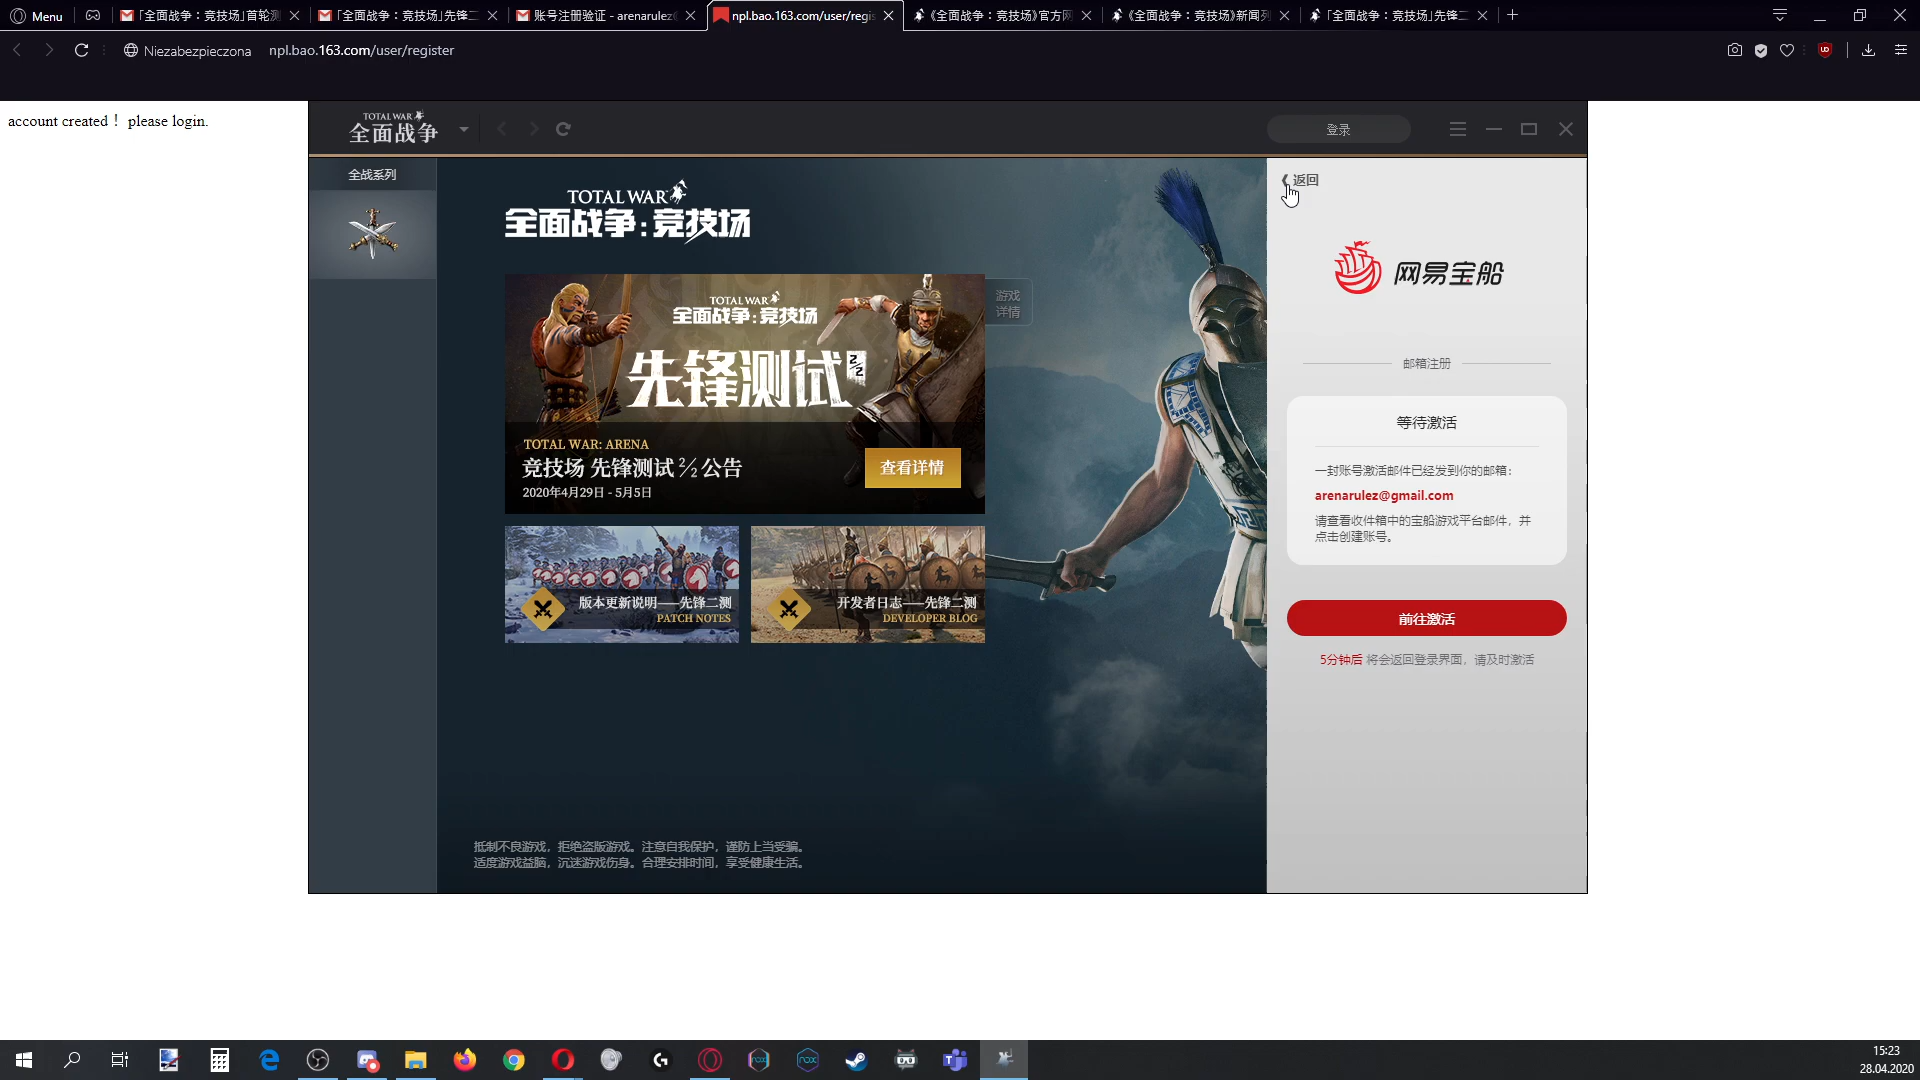 Menu
「全面战争：竞技场」首轮测
「全面战争：竞技场」先锋二
账号注册验证 - arenarulez@
npl.bao.163.com/user/regis
《全面战争：竞技场》官方网
《全面战争：竞技场》新闻列
「全面战争：竞技场」先锋二
Niezabezpieczona
npl.bao.163.com/user/register
account created！ please login.
TOTAL WAR
全面战争
登录
全战系列
TOTAL WAR
全面战争:竞技场
返回
网易宝船
TOTAL WAR
全面战争:竞技场
先锋测试2/2
游戏
详情
TOTAL WAR: ARENA
竞技场 先锋测试 2/2 公告
2020年4月29日 - 5月5日
查看详情
邮箱注册
等待激活
一封账号激活邮件已经发到你的邮箱：
arenarulez@gmail.com
请查看收件箱中的宝船游戏平台邮件，并
点击创建账号。
版本更新说明——先锋二测
PATCH NOTES
开发者日志——先锋二测
DEVELOPER BLOG
前往激活
5分钟后 将会返回登录界面，请及时激活
抵制不良游戏，拒绝盗版游戏。注意自我保护，谨防上当受骗。
适度游戏益脑，沉迷游戏伤身。合理安排时间，享受健康生活。
15:23
28.04.2020